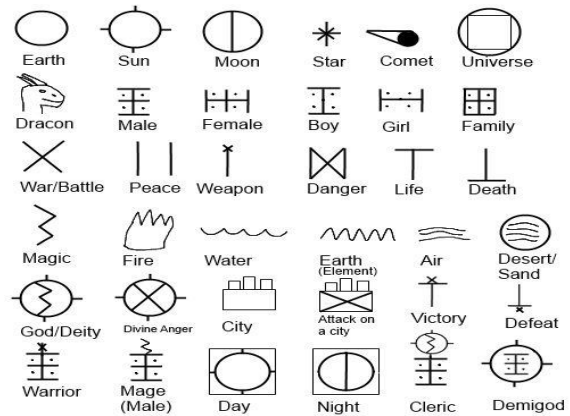 Earth Sun Moon Star Comet Universe
Dracon Male Female Boy Girl Family
War/Battle Peace Weapon Danger Life Death
Magic Fire Water Earth Air Desert/
(Element) Sand
God/Deity Divine Anger City Attack on Victory Defeat
a city
Warrior Mage Day Night Cleric Demigod
(Male)